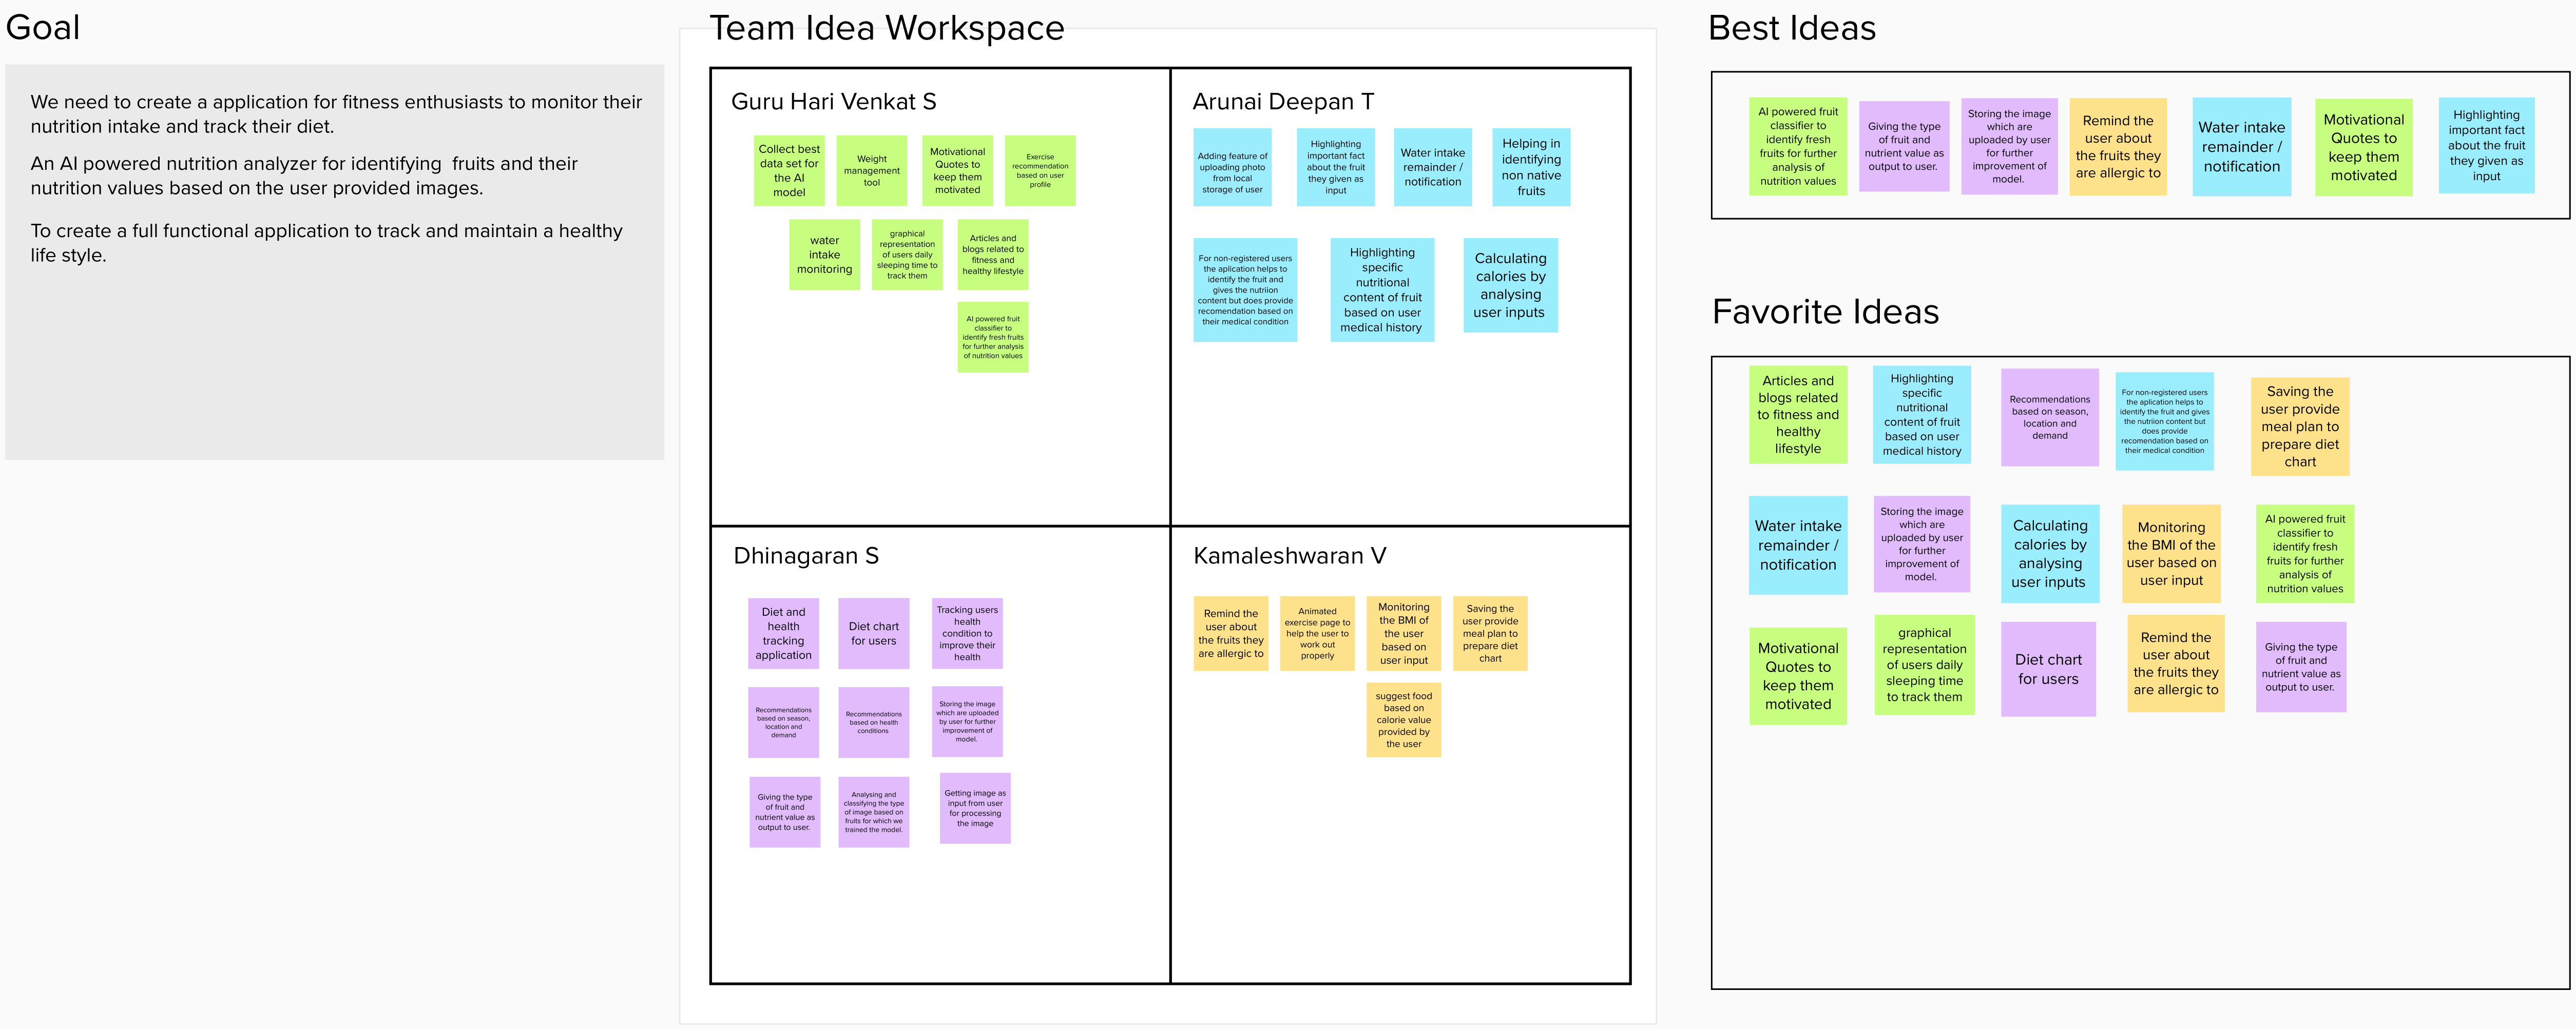 Goal
We need to create a application for fitness enthusiasts to monitor their
nutrition intake and track their diet.
An AI powered nutrition analyzer for identifying  fruits and their
nutrition values based on the user provided images.
To create a full functional application to track and maintain a healthy
life style.
Team Idea Workspace
Guru Hari Venkat S
Collect best
data set for
the AI
model
Weight
management
tool
Motivational
Quotes to
keep them
motivated
Exercise
recommendation
based on user
profile
water
intake
monitoring
graphical
representation
of users daily
sleeping time to
track them
Articles and
blogs related to
fitness and
healthy lifestyle
AI powered fruit
classifier to
identify fresh fruits
for further analysis
of nutrition values
Arunai Deepan T
Adding feature of
uploading photo
from local
storage of user
Highlighting
important fact
about the fruit
they given as
input
Water intake
remainder /
notification
Helping in
identifying
non native
fruits
For non-registered users
the aplication helps to
identify the fruit and
gives the nutriion
content but does provide
recomendation based on
their medical condition
Highlighting
specific
nutritional
content of fruit
based on user
medical history
Calculating
calories by
analysing
user inputs
Dhinagaran S
Diet and
health
tracking
application
Diet chart
for users
Tracking users
health
condition to
improve their
health
Recommendations
based on season,
location and
demand
Recommendations
based on health
conditions
Storing the image
which are uploaded
by user for further
improvement of
model.
Giving the type
of fruit and
nutrient value as
output to user.
Analysing and
classifying the type
of image based on
fruits for which we
trained the model.
Getting image as
input from user
for processing
the image
Kamaleshwaran V
Remind the
user about
the fruits they
are allergic to
Animated
exercise page to
help the user to
work out
properly
Monitoring
the BMI of
the user
based on
user input
Saving the
user provide
meal plan to
prepare diet
chart
suggest food
based on
calorie value
provided by
the user
Best Ideas
AI powered fruit
classifier to
identify fresh
fruits for further
analysis of
nutrition values
Giving the type
of fruit and
nutrient value as
output to user.
Storing the image
which are
uploaded by user
for further
improvement of
model.
Remind the
user about
the fruits they
are allergic to
Water intake
remainder /
notification
Motivational
Quotes to
keep them
motivated
Highlighting
important fact
about the fruit
they given as
input
Favorite Ideas
Articles and
blogs related
to fitness and
healthy
lifestyle
Highlighting
specific
nutritional
content of fruit
based on user
medical history
Recommendations
based on season,
location and
demand
For non-registered users
the aplication helps to
identify the fruit and gives
the nutriion content but
does provide
recomendation based on
their medical condition
Saving the
user provide
meal plan to
prepare diet
chart
Water intake
remainder /
notification
Storing the image
which are
uploaded by user
for further
improvement of
model.
Calculating
calories by
analysing
user inputs
Monitoring
the BMI of the
user based on
user input
AI powered fruit
classifier to
identify fresh
fruits for further
analysis of
nutrition values
Motivational
Quotes to
keep them
motivated
graphical
representation
of users daily
sleeping time
to track them
Diet chart
for users
Remind the
user about
the fruits they
are allergic to
Giving the type
of fruit and
nutrient value as
output to user.